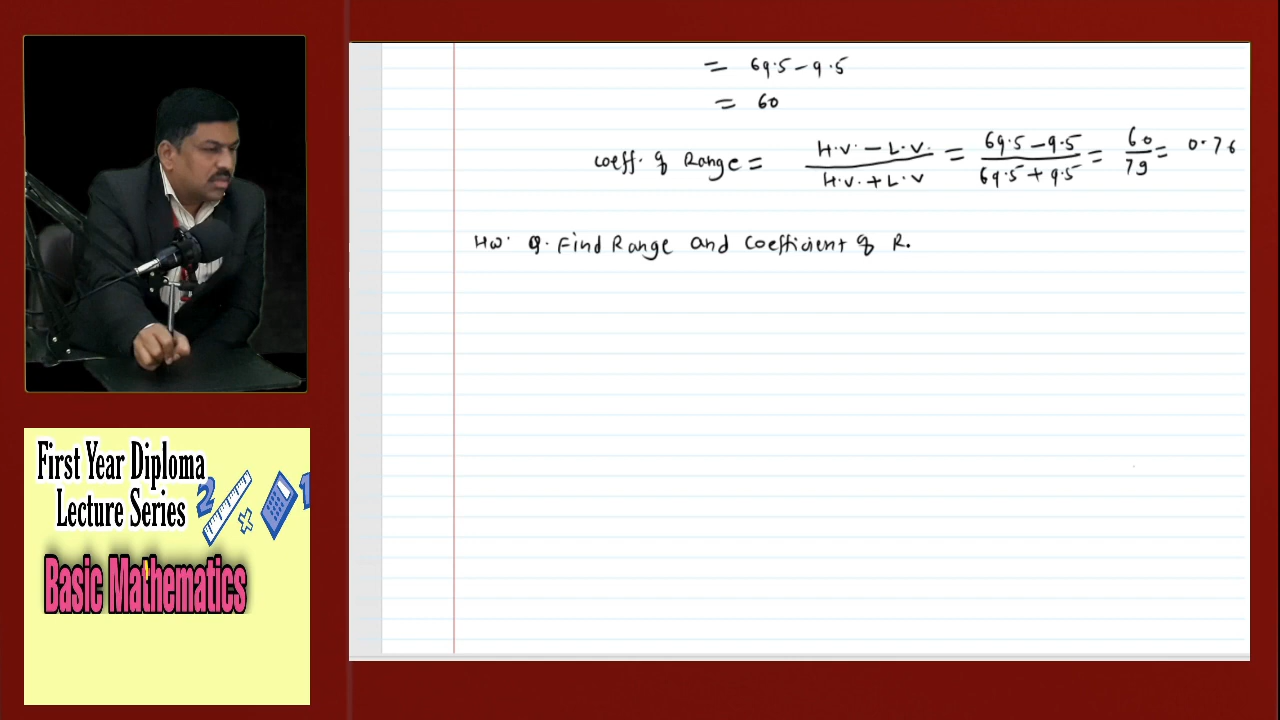 = 69.5 - 9.5
= 60
Coeff. of Range = H.V. - L.V. / H.V. + L.V = 69.5 - 9.5 / 69.5 + 9.5 = 60 / 79 = 0.76
HW. Q. Find Range and Coefficient of R.
First Year Diploma
Lecture Series
Basic Mathematics